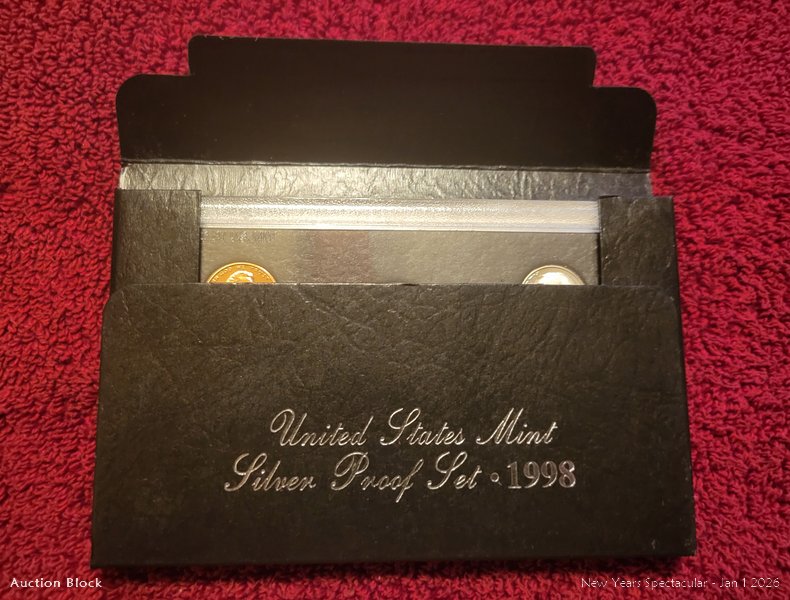 United States Mint
Silver Proof Set • 1998
Auction Block
New Years Spectacular - Jan 1 2026